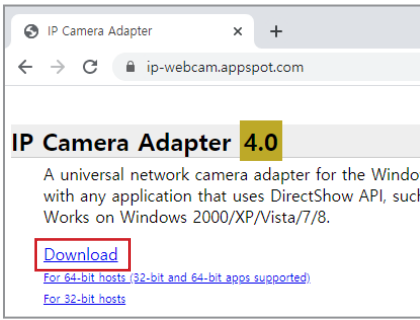 IP Camera Adapter
ip-webcam.appspot.com
IP Camera Adapter 4.0
A universal network camera adapter for the
with any application that uses DirectShow API,
Works on Windows 2000/XP/Vista/7/8.
Download
For 64-bit hosts (32-bit and 64-bit apps supported)
For 32-bit hosts